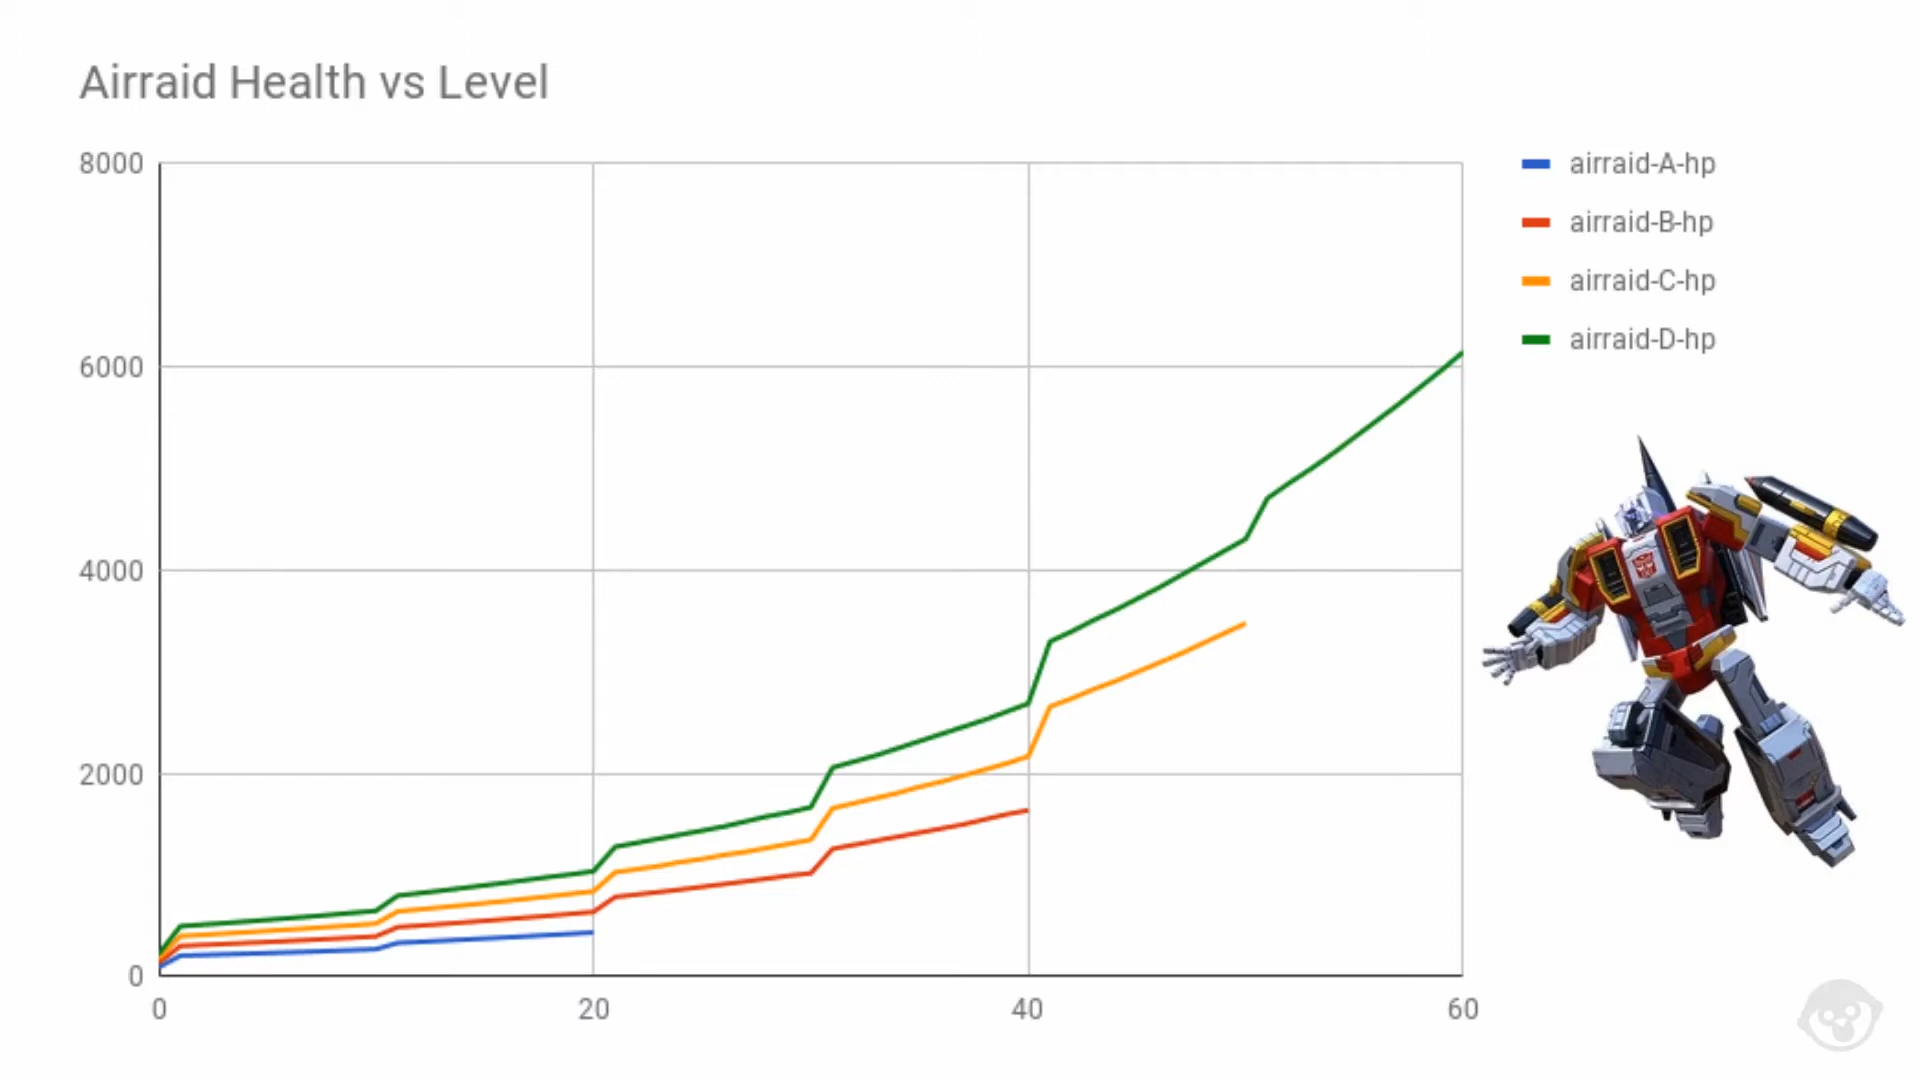 Airraid Health vs Level
8000
6000
4000
2000
0
0
20
40
60
airraid-A-hp
airraid-B-hp
airraid-C-hp
airraid-D-hp